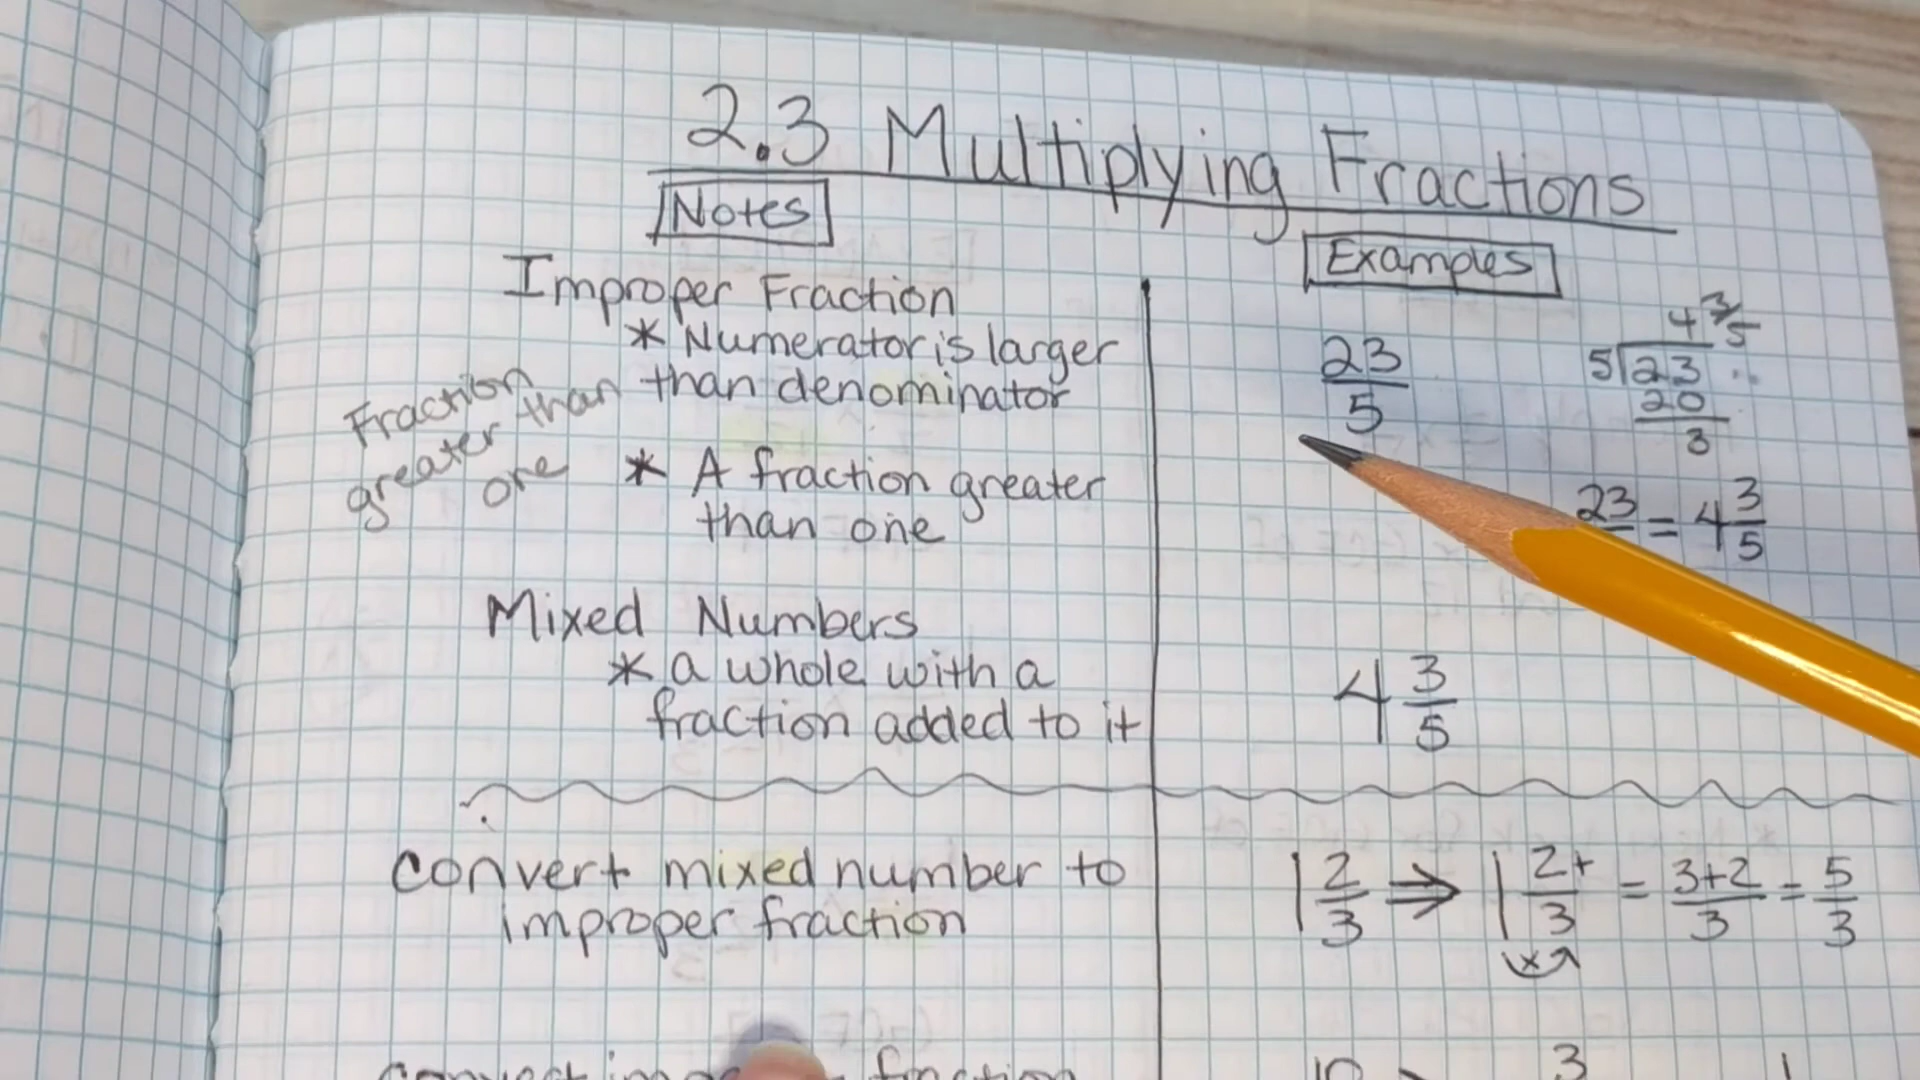 2.3 Multiplying Fractions
Notes
Examples
Improper Fraction
* Numerator is larger
than denominator
Fraction
greater than
one
* A fraction greater
than one
23/5
4 3/5
5 23
20
3
23 = 4 3/5
Mixed Numbers
* a whole with a
fraction added to it
4 3/5
convert mixed number to
improper fraction
1 2/3 ⇒ 1 2+/3 = 3+2/3 = 5/3
x
fraction
3